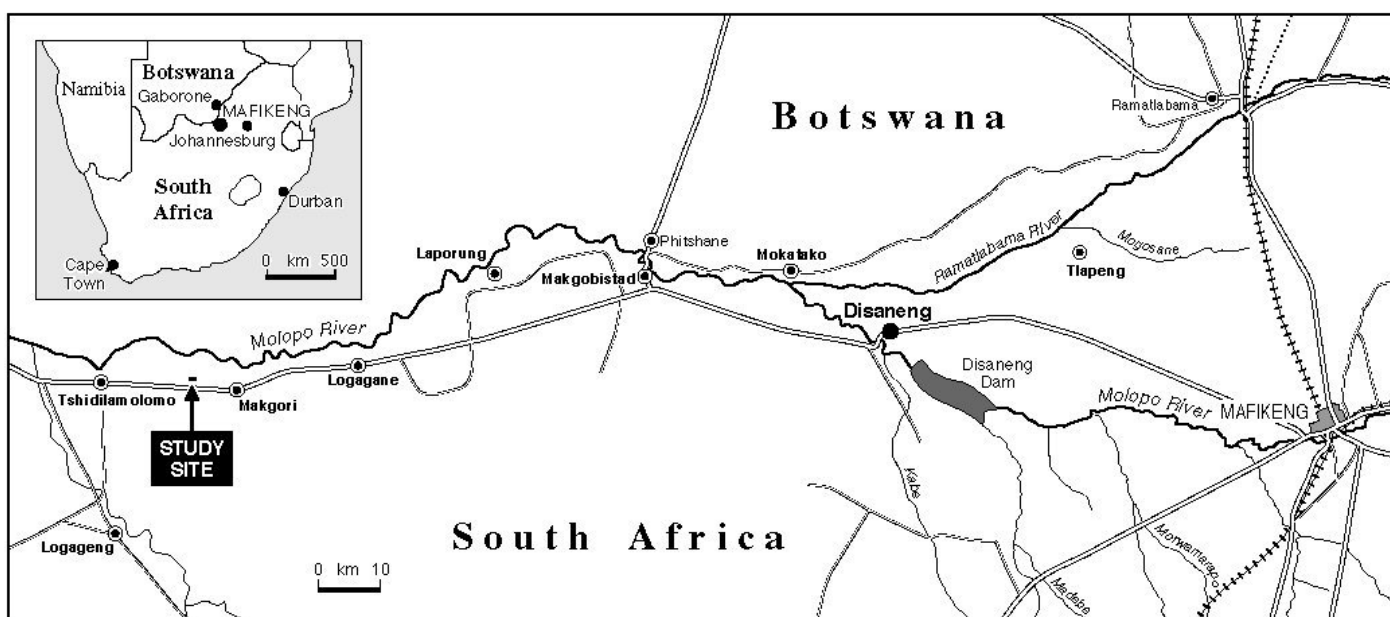 Botswana
Namibia
Gaborone
MAFIKENG
Johannesburg
South
Africa
Durban
Cape
Town
0 km 500
Botswana
Ramatlabama
Ramatlabama River
Mogosane
Tlapeng
Phitshane
Mokatako
Laporung
Makgobistad
Disaneng
Molopo River
Disaneng
Dam
Logagane
Tshidilamolomo
Makgori
Molopo River
MAFIKENG
STUDY
SITE
Kabe
Madebe
Morwamarapo
Logageng
South Africa
0 km 10